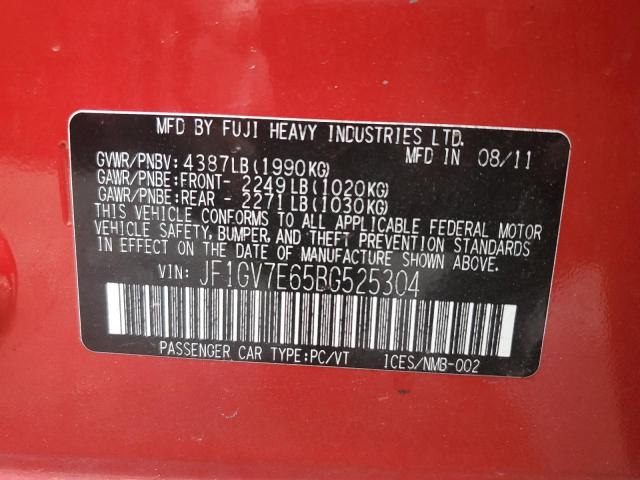 MFD BY FUJI HEAVY INDUSTRIES LTD.
GVWR/PNBV: 4387LB(1990KG) MFD IN 08/11
GAWR/PNBE:FRONT- 2249LB(1020KG)
GAWR/PNBE:REAR - 2271LB(1030KG)
THIS VEHICLE CONFORMS TO ALL APPLICABLE FEDERAL MOTOR
VEHICLE SAFETY, BUMPER, AND THEFT PREVENTION STANDARDS
IN EFFECT ON THE DATE OF MANUFACTURE SHOWN ABOVE.
VIN: JF1GV7E65BG525304
PASSENGER CAR TYPE:PC/VT ICES/NMB-002